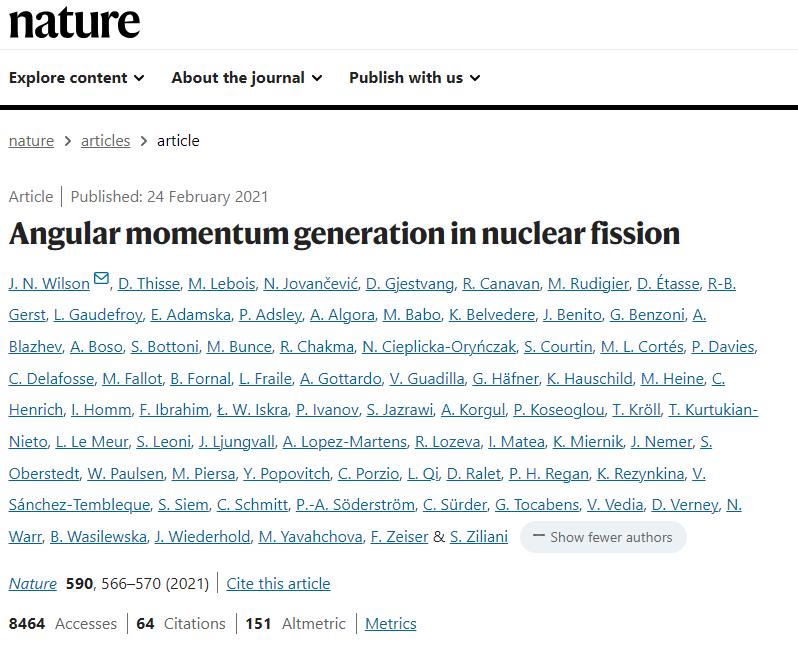 nature
Explore content About the journal Publish with us
nature > articles > article
Article | Published: 24 February 2021
Angular momentum generation in nuclear fission
J. N. Wilson, D. Thisse, M. Lebois, N. Jovančević, D. Gjestvang, R. Canavan, M. Rudigier, D. Étasse, R-B.
Gerst, L. Gaudefroy, E. Adamska, P. Adsley, A. Algora, M. Babo, K. Belvedere, J. Benito, G. Benzoni, A.
Blazhev, A. Boso, S. Bottoni, M. Bunce, R. Chakma, N. Cieplicka-Oryńczak, S. Courtin, M. L. Cortés, P. Davies,
C. Delafosse, M. Fallot, B. Fornal, L. Fraile, A. Gottardo, V. Guadilla, G. Häfner, K. Hauschild, M. Heine, C.
Henrich, I. Homm, F. Ibrahim, Ł. W. Iskra, P. Ivanov, S. Jazrawi, A. Korgul, P. Koseoglou, T. Kröll, T. Kurtukian-
Nieto, L. Le Meur, S. Leoni, J. Ljungvall, A. Lopez-Martens, R. Lozeva, I. Matea, K. Miernik, J. Nemer, S.
Oberstedt, W. Paulsen, M. Piersa, Y. Popovitch, C. Porzio, L. Qi, D. Ralet, P. H. Regan, K. Rezynkina, V.
Sánchez-Tembleque, S. Siem, C. Schmitt, P.-A. Söderström, C. Sürder, G. Tocabens, V. Vedia, D. Verney, N.
Warr, B. Wasilewska, J. Wiederhold, M. Yavahchova, F. Zeiser & S. Ziliani — Show fewer authors
Nature 590, 566–570 (2021) | Cite this article
8464 Accesses | 64 Citations | 151 Altmetric | Metrics